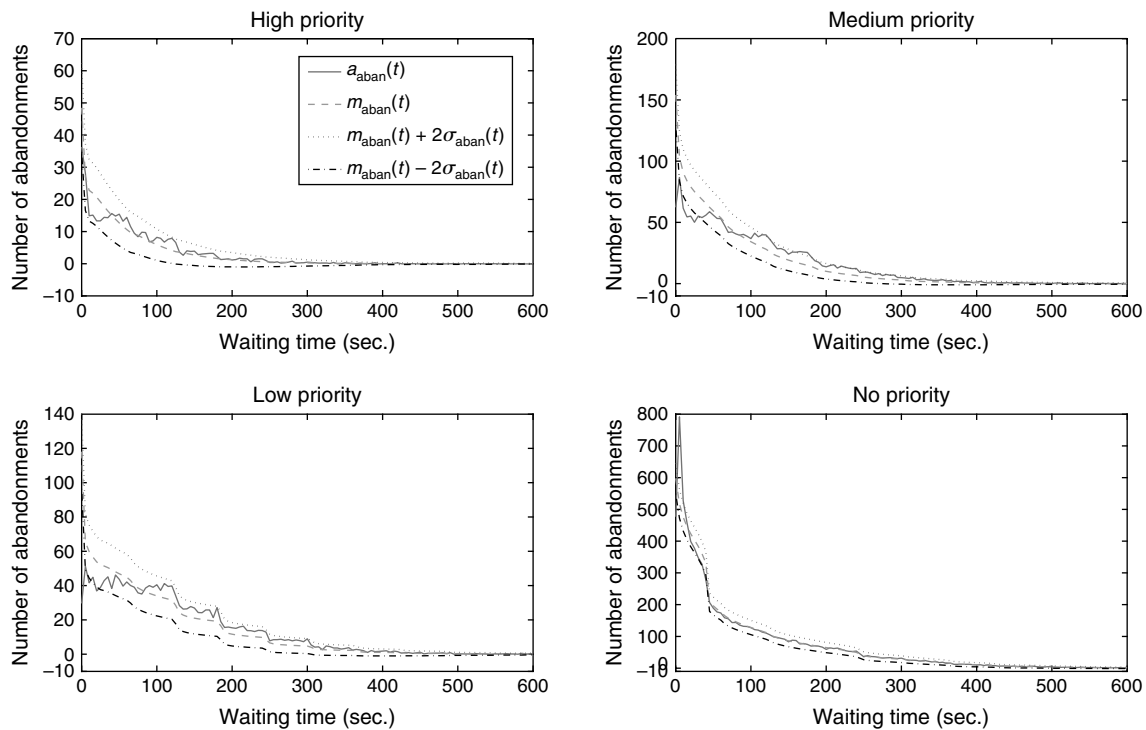 High priority
Number of abandonments
70
60
50
40
30
20
10
0
−10
a_aban(t)
m_aban(t)
m_aban(t) + 2σ_aban(t)
m_aban(t) − 2σ_aban(t)
0 100 200 300 400 500 600
Waiting time (sec.)
Medium priority
Number of abandonments
200
150
100
50
0
−10
0 100 200 300 400 500 600
Waiting time (sec.)
Low priority
Number of abandonments
140
120
100
80
60
40
20
0
−10
0 100 200 300 400 500 600
Waiting time (sec.)
No priority
Number of abandonments
800
700
600
500
400
300
200
100
0
−10
0 100 200 300 400 500 600
Waiting time (sec.)